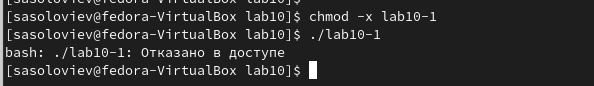 [sasoloviev@fedora-VirtualBox lab10]$ chmod -x lab10-1
[sasoloviev@fedora-VirtualBox lab10]$ ./lab10-1
bash: ./lab10-1: Отказано в доступе
[sasoloviev@fedora-VirtualBox lab10]$